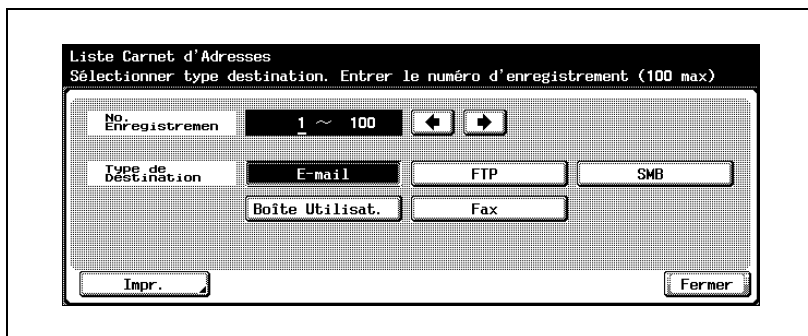 Liste Carnet d'Adresses
Sélectionner type destination. Entrer le numéro d'enregistrement (100 max)
No.
Enregistremen
1 ~ 100
Type de
Destination
E-mail
FTP
SMB
Boîte Utilisat.
Fax
Impr.
Fermer